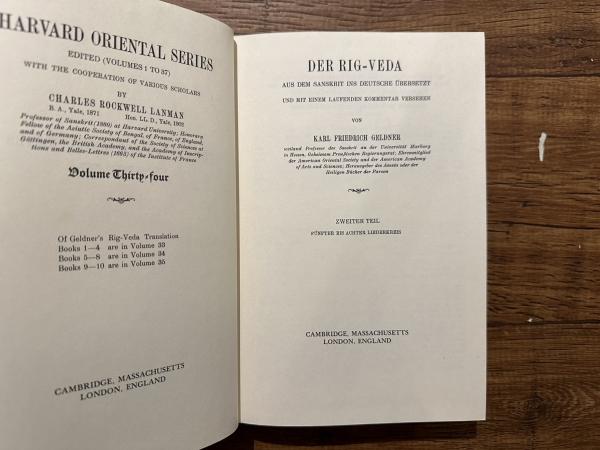 HARVARD ORIENTAL SERIES
EDITED (VOLUMES 1 TO 37)
WITH THE COOPERATION OF VARIOUS SCHOLARS
BY
CHARLES ROCKWELL LANMAN
B. A., Yale, 1871 Hon. LL. D., Yale, 1902
Professor of Sanskrit (1880) at Harvard University; Honorary
Fellow of the Asiatic Society of Bengal, of France, of England,
and of Germany; Correspondent of the Society of Sciences at
Göttingen, the British Academy, and the Academy of Inscrip-
tions and Belles-Lettres (1903) of the Institute of France
Volume Thirty-four
Of Geldner's Rig-Veda Translation
Books 1—4 are in Volume 33
Books 5—8 are in Volume 34
Books 9—10 are in Volume 35
CAMBRIDGE, MASSACHUSETTS
LONDON, ENGLAND
DER RIG-VEDA
AUS DEM SANSKRIT INS DEUTSCHE ÜBERSETZT
UND MIT EINEM LAUFENDEN KOMMENTAR VERSEHEN
VON
KARL FRIEDRICH GELDNER
weiland Professor des Sanskrit an der Universität Marburg
in Hessen, Geheimem Preußischen Regierungsrat; Ehrenmitglied
der American Oriental Society und der American Academy
of Arts and Sciences; Herausgeber des Awesta oder der
Heiligen Bücher der Parsen
ZWEITER TEIL
FÜNFTER BIS ACHTER LIEDERKREIS
CAMBRIDGE, MASSACHUSETTS
LONDON, ENGLAND